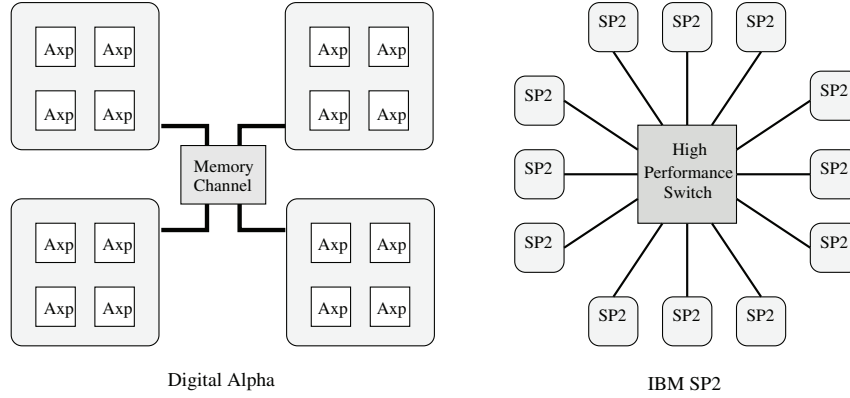 Axp Axp
Axp Axp
Axp Axp
Axp Axp
Memory
Channel
Axp Axp
Axp Axp
Axp Axp
Axp Axp
Digital Alpha
SP2 SP2 SP2
SP2 SP2
SP2 SP2
SP2 SP2
SP2 SP2 SP2
High
Performance
Switch
IBM SP2